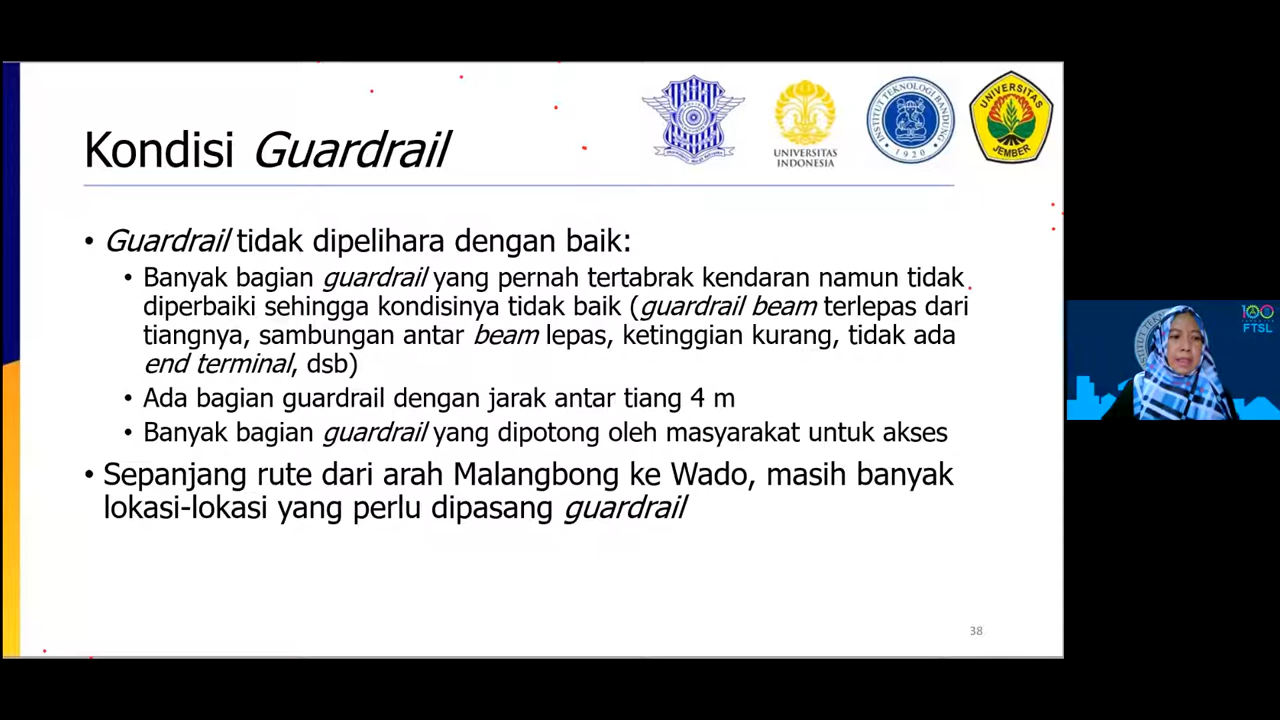 Kondisi Guardrail
UNIVERSITAS
INDONESIA
INSTITUT TEKNOLOGI BANDUNG
1920
UNIVERSITAS
JEMBER
• Guardrail tidak dipelihara dengan baik:
• Banyak bagian guardrail yang pernah tertabrak kendaran namun tidak
diperbaiki sehingga kondisinya tidak baik (guardrail beam terlepas dari
tiangnya, sambungan antar beam lepas, ketinggian kurang, tidak ada
end terminal, dsb)
• Ada bagian guardrail dengan jarak antar tiang 4 m
• Banyak bagian guardrail yang dipotong oleh masyarakat untuk akses
• Sepanjang rute dari arah Malangbong ke Wado, masih banyak
lokasi-lokasi yang perlu dipasang guardrail
38
100
FTSL